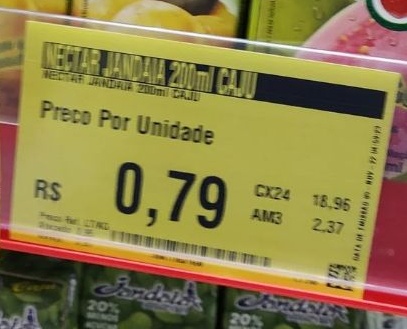 NECTAR JANDAIA 200ml CAJU
NECTAR JANDAIA 200ml CAJU
Preco Por Unidade
R$ 0,79
CX24 18,96
AM3 2,37
Jandaia
20%
Jandaia
20%